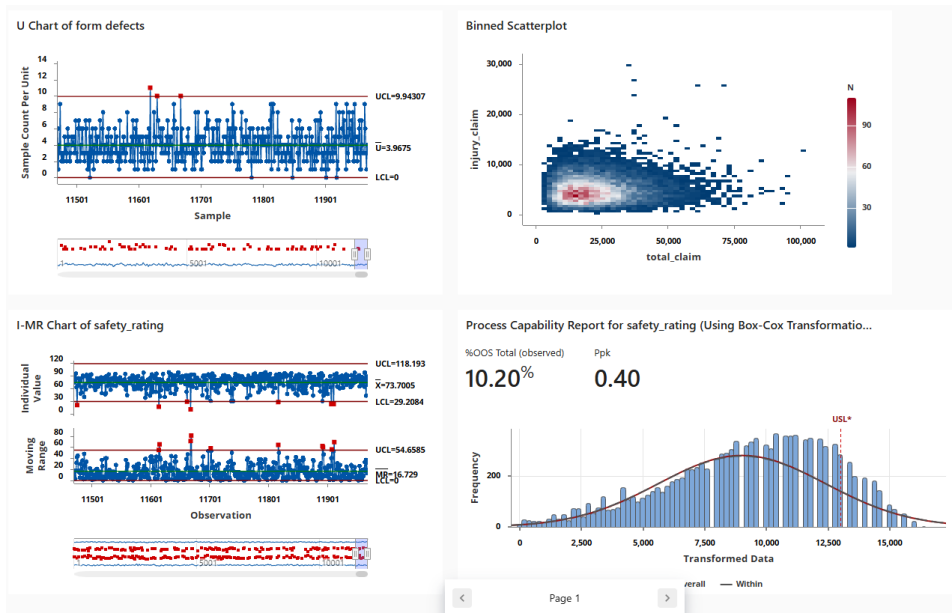 U Chart of form defects
Sample Count Per Unit
14
12
10
8
6
4
2
0
UCL=9.94307
U=3.9675
LCL=0
11501 11601 11701 11801 11901
Sample
1 5001 10001
Binned Scatterplot
injury_claim
30,000
20,000
10,000
0
0 25,000 50,000 75,000 100,000
total_claim
N
90
60
30
I-MR Chart of safety_rating
Individual
Value
120
90
60
30
0
UCL=118.193
X=73.7005
LCL=29.2084
Moving
Range
80
60
40
20
0
UCL=54.6585
MR=16.729
LCL=0
11501 11601 11701 11801 11901
Observation
1 5001 10001
Process Capability Report for safety_rating (Using Box-Cox Transformatio...
%OOS Total (observed) Ppk
10.20% 0.40
USL*
Frequency
200
0
0 2,500 5,000 7,500 10,000 12,500 15,000
Transformed Data
verall Within
Page 1